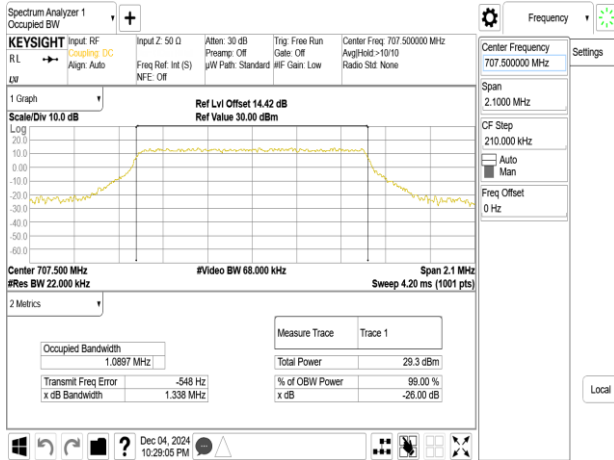 Spectrum Analyzer 1
Occupied BW
Frequency
KEYSIGHT
RL
Input: RF
Coupling: DC
Align: Auto
Input Z: 50 Ω
Freq Ref: Int (S)
NFE: Off
Atten: 30 dB
Preamp: Off
µW Path: Standard
Trig: Free Run
Gate: Off
#IF Gain: Low
Center Freq: 707.500000 MHz
Avg|Hold:>10/10
Radio Std: None
Center Frequency
707.500000 MHz
Settings
Span
2.1000 MHz
CF Step
210.000 kHz
Auto
Man
Freq Offset
0 Hz
Local
1 Graph
Scale/Div 10.0 dB
Ref Lvl Offset 14.42 dB
Ref Value 30.00 dBm
Log
20.0
10.0
0.00
-10.0
-20.0
-30.0
-40.0
-50.0
-60.0
Center 707.500 MHz
#Video BW 68.000 kHz
Span 2.1 MHz
#Res BW 22.000 kHz
Sweep 4.20 ms (1001 pts)
2 Metrics
Measure Trace
Trace 1
Occupied Bandwidth
1.0897 MHz
Total Power
29.3 dBm
Transmit Freq Error
-548 Hz
% of OBW Power
99.00 %
x dB Bandwidth
1.338 MHz
x dB
-26.00 dB
?
Dec 04, 2024
10:29:05 PM